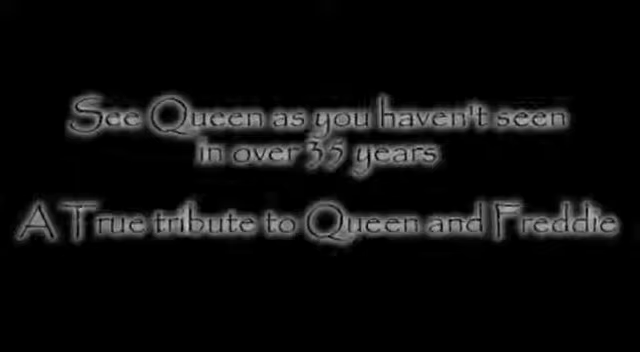 See Queen as you haven't seen
in over 35 years
A True tribute to Queen and Freddie